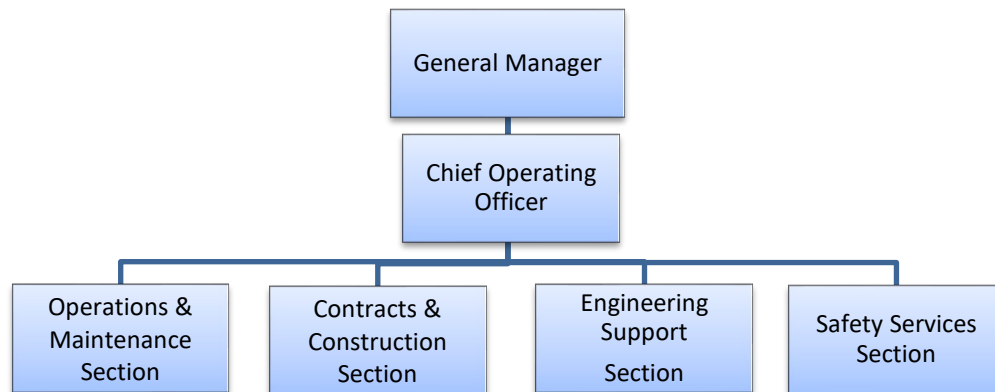 General Manager
Chief Operating
Officer
Operations &
Maintenance
Section
Contracts &
Construction
Section
Engineering
Support
Section
Safety Services
Section